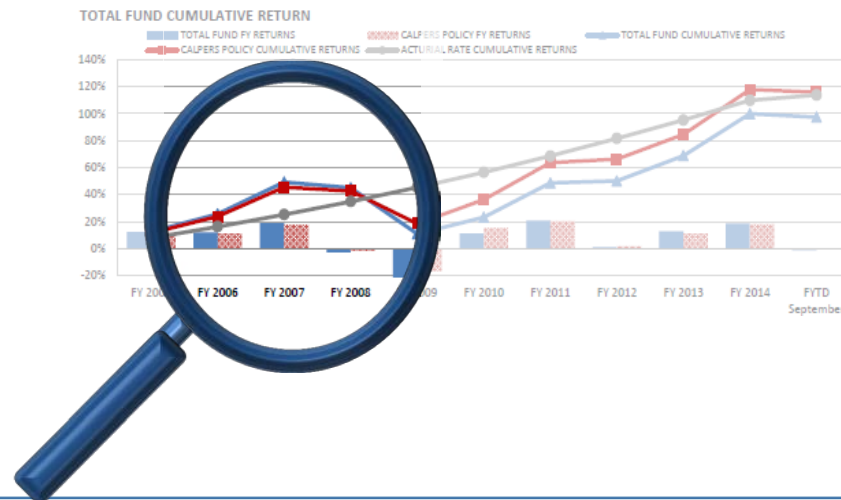 TOTAL FUND CUMULATIVE RETURN
TOTAL FUND FY RETURNS CALPERS POLICY FY RETURNS TOTAL FUND CUMULATIVE RETURNS
CALPERS POLICY CUMULATIVE RETURNS ACTURIAL RATE CUMULATIVE RETURNS
140%
120%
100%
80%
60%
40%
20%
0%
-20%
FY 2006 FY 2007 FY 2008 FY 2010 FY 2011 FY 2012 FY 2013 FY 2014 FYTD
September